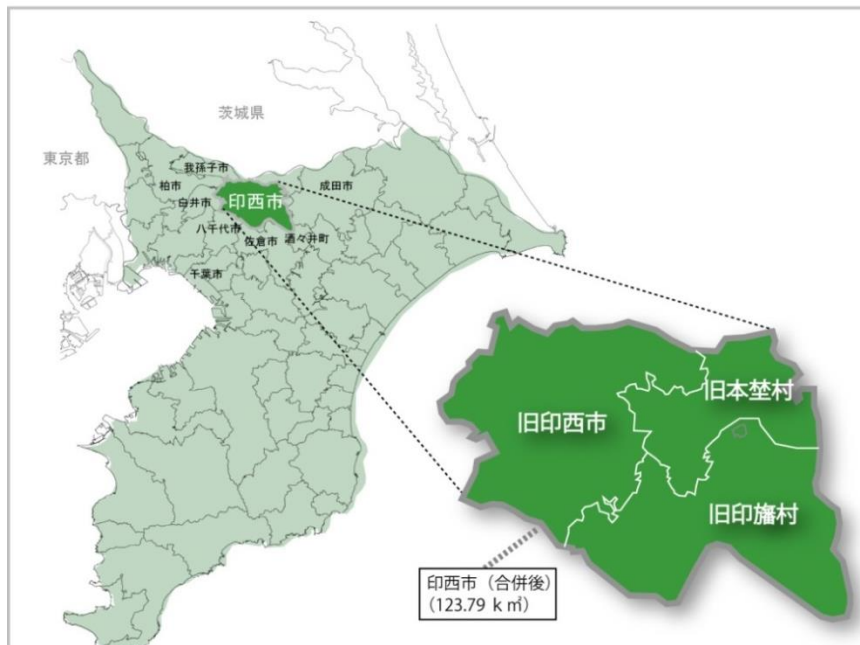 茨城県
東京都
我孫子市
柏市
成田市
白井市
印西市
八千代市
佐倉市
酒々井町
千葉市
旧本埜村
旧印西市
旧印旛村
印西市（合併後）
（123.79 ｋ㎡）